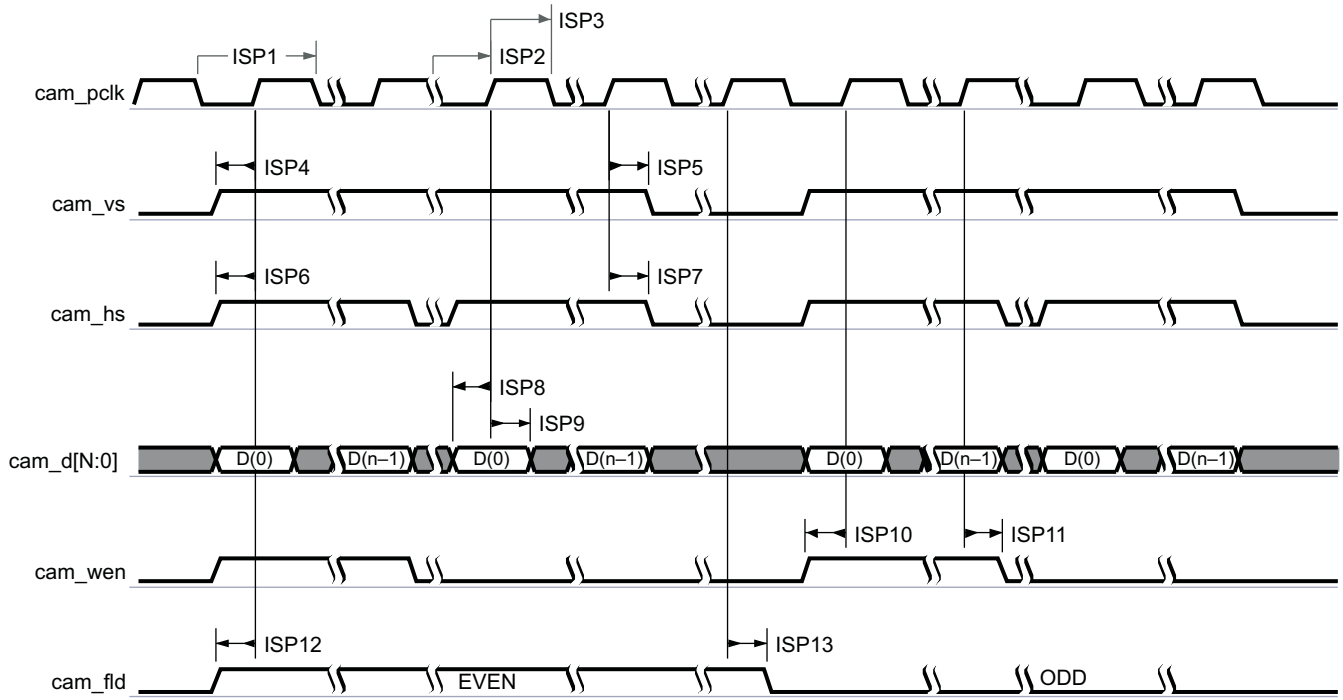 ISP3
ISP1
ISP2
cam_pclk
ISP4
ISP5
cam_vs
ISP6
ISP7
cam_hs
ISP8
ISP9
cam_d[N:0]
D(0)
D(n–1)
D(0)
D(n–1)
D(0)
D(n–1)
D(0)
D(n–1)
ISP10
ISP11
cam_wen
ISP12
ISP13
cam_fld
EVEN
ODD